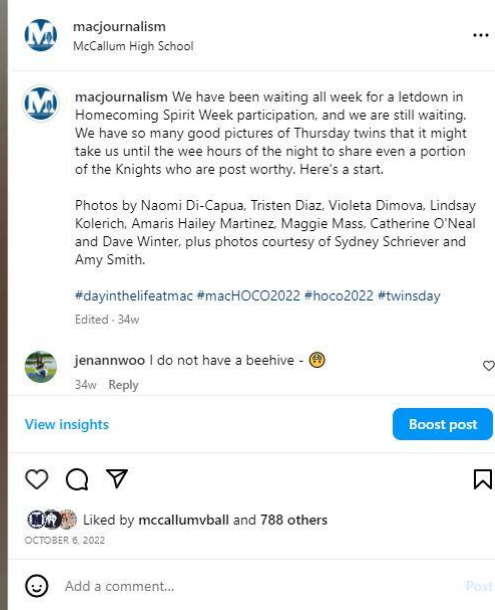 macjournalism
McCallum High School
macjournalism We have been waiting all week for a letdown in
Homecoming Spirit Week participation, and we are still waiting.
We have so many good pictures of Thursday twins that it might
take us until the wee hours of the night to share even a portion
of the Knights who are post worthy. Here's a start.
Photos by Naomi Di-Capua, Tristen Diaz, Violeta Dimova, Lindsay
Kolerich, Amaris Hailey Martinez, Maggie Mass, Catherine O'Neal
and Dave Winter, plus photos courtesy of Sydney Schriever and
Amy Smith.
#dayinthelifeatmac #macHOCO2022 #hoco2022 #twinsday
Edited · 34w
jenannwoo I do not have a beehive - 🤔
34w Reply
View insights
Boost post
Liked by mccallumvball and 788 others
OCTOBER 6, 2022
Add a comment...
Post